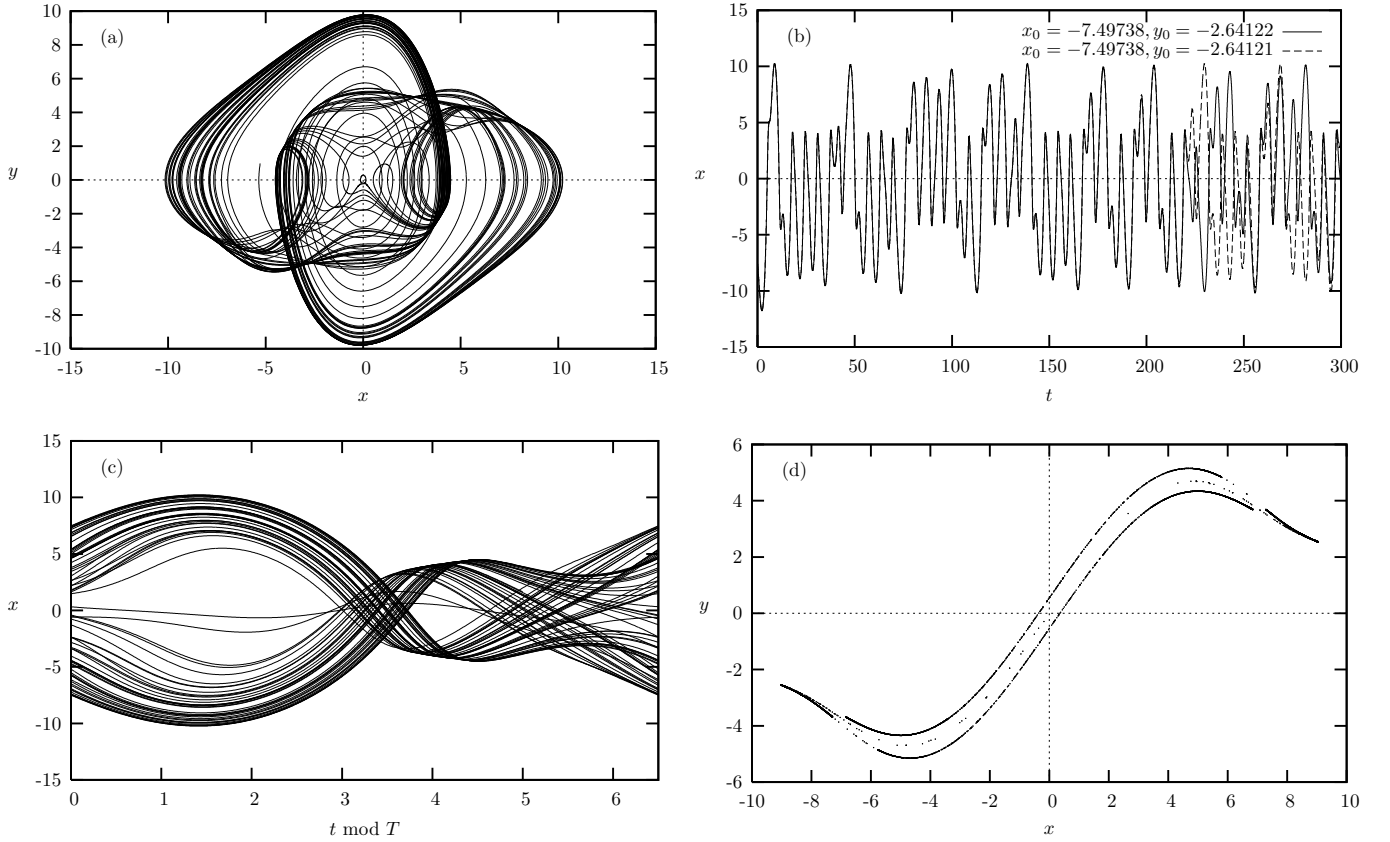 (a)
10
8
6
4
2
0
-2
-4
-6
-8
-10
y
-15 -10 -5 0 5 10 15
x
(b)
x₀ = −7.49738, y₀ = −2.64122
x₀ = −7.49738, y₀ = −2.64121
15
10
5
0
-5
-10
-15
x
0 50 100 150 200 250 300
t
(c)
15
10
5
0
-5
-10
-15
x
0 1 2 3 4 5 6
t mod T
(d)
6
4
2
0
-2
-4
-6
y
-10 -8 -6 -4 -2 0 2 4 6 8 10
x